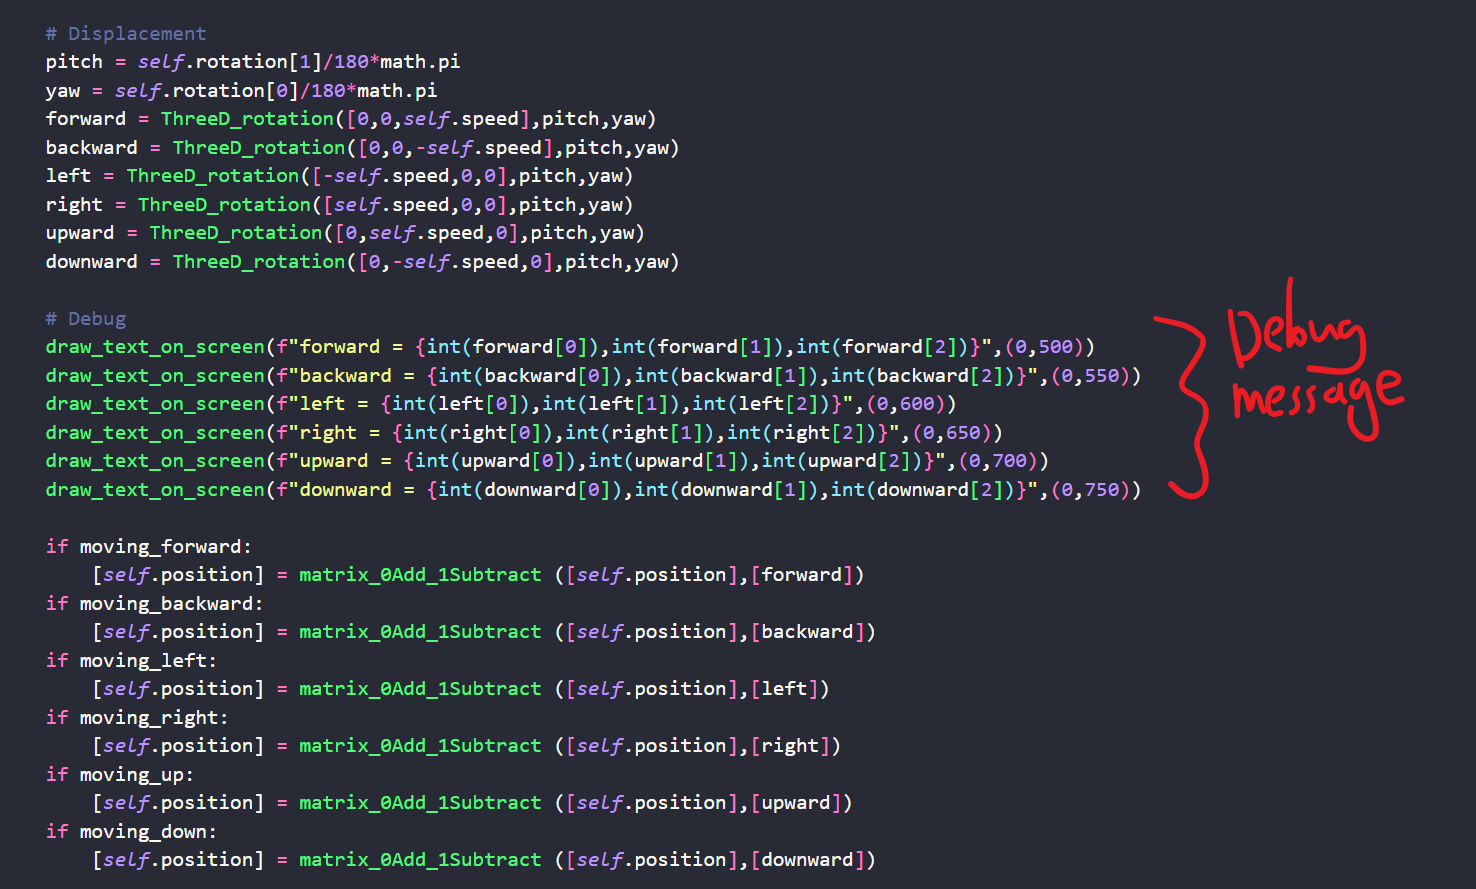 # Displacement
pitch = self.rotation[1]/180*math.pi
yaw = self.rotation[0]/180*math.pi
forward = ThreeD_rotation([0,0,self.speed],pitch,yaw)
backward = ThreeD_rotation([0,0,-self.speed],pitch,yaw)
left = ThreeD_rotation([-self.speed,0,0],pitch,yaw)
right = ThreeD_rotation([self.speed,0,0],pitch,yaw)
upward = ThreeD_rotation([0,self.speed,0],pitch,yaw)
downward = ThreeD_rotation([0,-self.speed,0],pitch,yaw)
# Debug
draw_text_on_screen(f"forward = {int(forward[0]),int(forward[1]),int(forward[2])}",(0,500))
draw_text_on_screen(f"backward = {int(backward[0]),int(backward[1]),int(backward[2])}",(0,550))
draw_text_on_screen(f"left = {int(left[0]),int(left[1]),int(left[2])}",(0,600))
draw_text_on_screen(f"right = {int(right[0]),int(right[1]),int(right[2])}",(0,650))
draw_text_on_screen(f"upward = {int(upward[0]),int(upward[1]),int(upward[2])}",(0,700))
draw_text_on_screen(f"downward = {int(downward[0]),int(downward[1]),int(downward[2])}",(0,750))
Debug
message
if moving_forward:
    [self.position] = matrix_0Add_1Subtract ([self.position],[forward])
if moving_backward:
    [self.position] = matrix_0Add_1Subtract ([self.position],[backward])
if moving_left:
    [self.position] = matrix_0Add_1Subtract ([self.position],[left])
if moving_right:
    [self.position] = matrix_0Add_1Subtract ([self.position],[right])
if moving_up:
    [self.position] = matrix_0Add_1Subtract ([self.position],[upward])
if moving_down:
    [self.position] = matrix_0Add_1Subtract ([self.position],[downward])